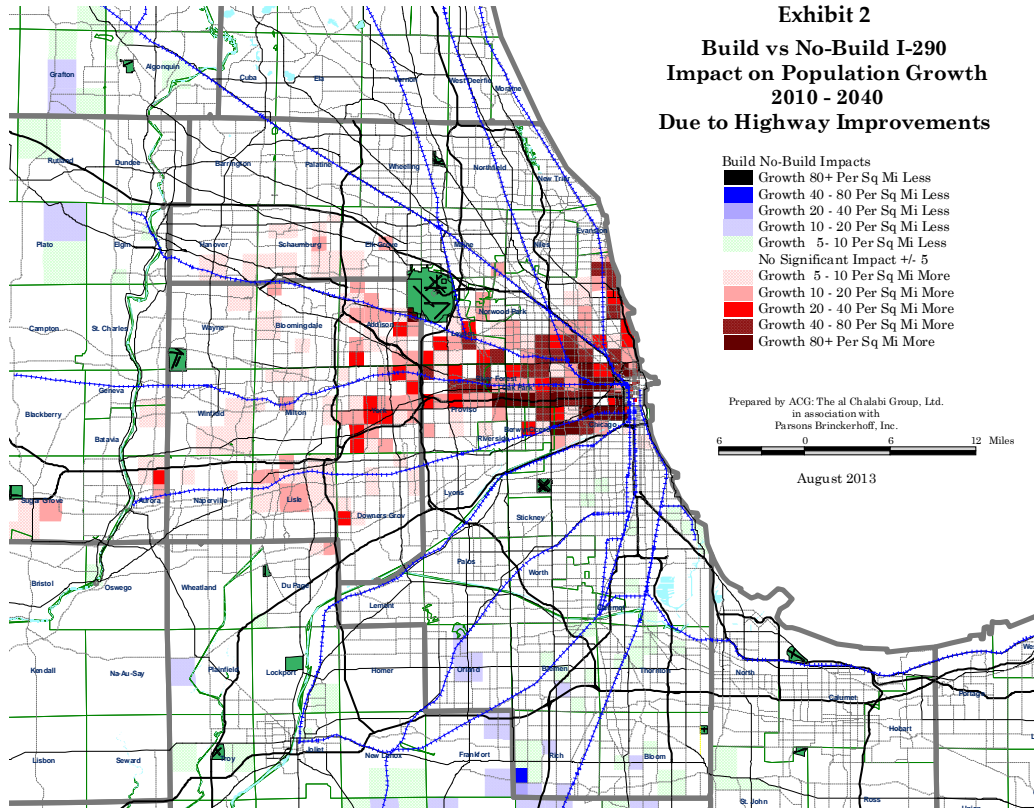 Exhibit 2
Build vs No-Build I-290
Impact on Population Growth
2010 - 2040
Due to Highway Improvements
Build No-Build Impacts
Growth 80+ Per Sq Mi Less
Growth 40 - 80 Per Sq Mi Less
Growth 20 - 40 Per Sq Mi Less
Growth 10 - 20 Per Sq Mi Less
Growth 5- 10 Per Sq Mi Less
No Significant Impact +/- 5
Growth 5 - 10 Per Sq Mi More
Growth 10 - 20 Per Sq Mi More
Growth 20 - 40 Per Sq Mi More
Growth 40 - 80 Per Sq Mi More
Growth 80+ Per Sq Mi More
Prepared by ACG: The al Chalabi Group, Ltd.
in association with
Parsons Brinckerhoff, Inc.
6 0 6 12 Miles
August 2013
Algonquin
Grafton
Cuba
Ela
Vernon
West Deerfie
Moraine
Rutland
Dundee
Barrington
Palatine
Wheeling
Northfield
New Trier
Plato
Elgin
Hanover
Schaumburg
Elk Grove
Maine
Niles
Evanston
Campton
St. Charles
Wayne
Bloomingdale
Addison
Norwood Park
Geneva
Blackberry
Batavia
Winfield
Milton
York
Proviso
Oak Park
Riverside
Chicago
Sugar Grove
Aurora
Naperville
Lisle
Downers Grov
Lyons
Stickney
Bristol
Oswego
Wheatland
Du Page
Lemont
Palos
Worth
Calumet
Kendall
Na-Au-Say
Plainfield
Lockport
Homer
Orland
Bremen
Thornton
North
Calumet
Portage
Hobart
Lisbon
Seward
Troy
Joliet
New Lenox
Frankfort
Rich
Bloom
St. John
Ross